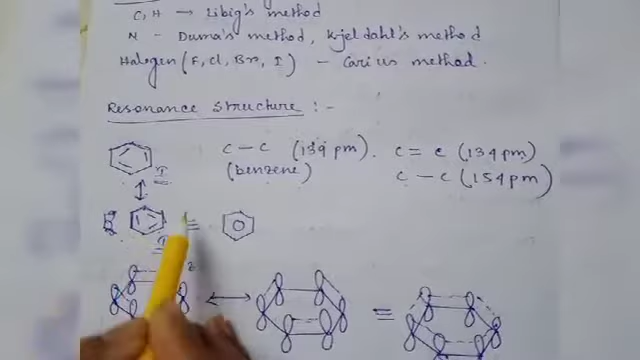 C, H → Libig's method
N - Duma's method, Kjeldahl's method
Halogen (F, Cl, Br, I) - Carius method.
Resonance structure :-
C - C (139 pm). C = C (134 pm)
(benzene) C - C (154 pm)
I
II